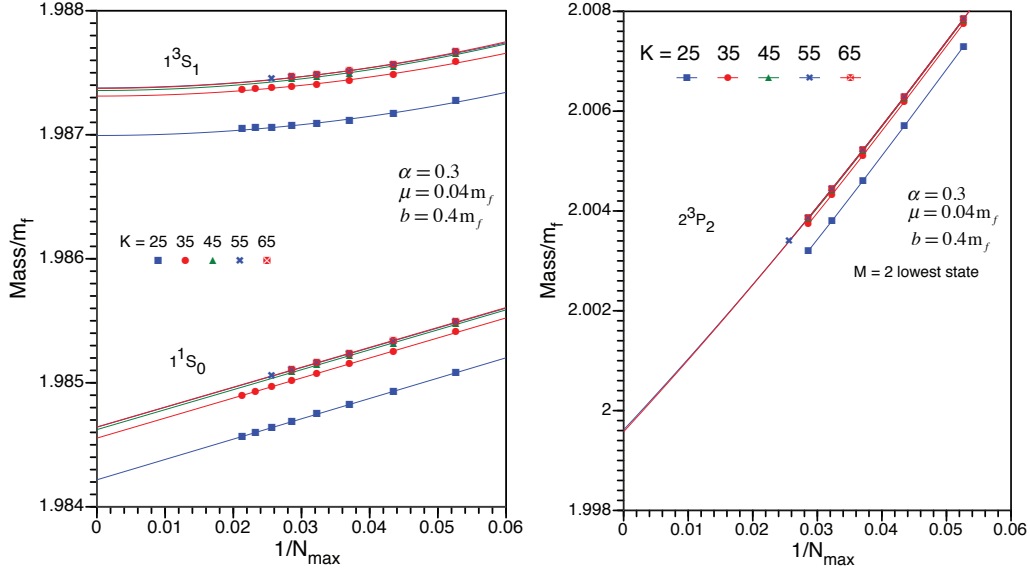 1.988
1.987
1.986
1.985
1.984
Mass/m_f
1³S₁
α = 0.3
μ = 0.04m_f
b = 0.4m_f
K = 25 35 45 55 65
1¹S₀
0 0.01 0.02 0.03 0.04 0.05 0.06
1/N_max
2.008
2.006
2.004
2.002
2
1.998
Mass/m_f
K = 25 35 45 55 65
2³P₂
α = 0.3
μ = 0.04m_f
b = 0.4m_f
M = 2 lowest state
0 0.01 0.02 0.03 0.04 0.05 0.06
1/N_max